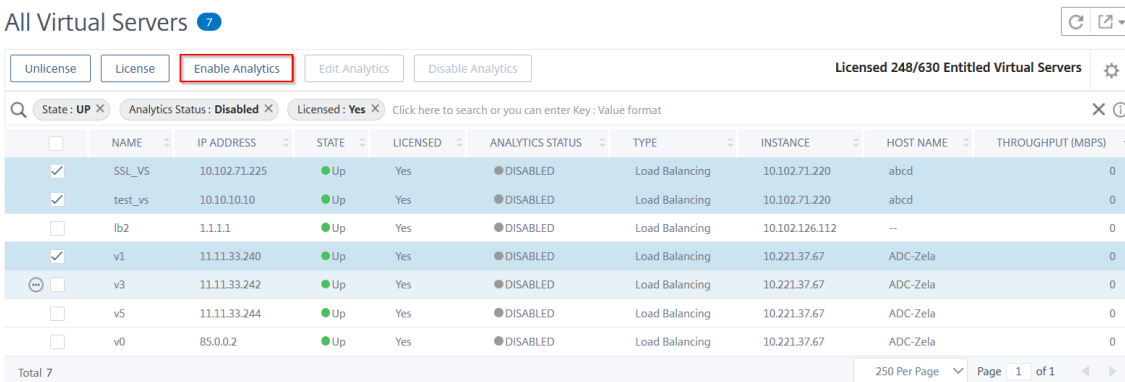 All Virtual Servers 7
Unlicense License Enable Analytics Edit Analytics Disable Analytics Licensed 248/630 Entitled Virtual Servers
State : UP Analytics Status : Disabled Licensed : Yes Click here to search or you can enter Key : Value format
NAME IP ADDRESS STATE LICENSED ANALYTICS STATUS TYPE INSTANCE HOST NAME THROUGHPUT (MBPS)
SSL_VS 10.102.71.225 Up Yes DISABLED Load Balancing 10.102.71.220 abcd 0
test_vs 10.10.10.10 Up Yes DISABLED Load Balancing 10.102.71.220 abcd 0
lb2 1.1.1.1 Up Yes DISABLED Load Balancing 10.102.126.112 -- 0
v1 11.11.33.240 Up Yes DISABLED Load Balancing 10.221.37.67 ADC-Zela 0
v3 11.11.33.242 Up Yes DISABLED Load Balancing 10.221.37.67 ADC-Zela 0
v5 11.11.33.244 Up Yes DISABLED Load Balancing 10.221.37.67 ADC-Zela 0
v0 85.0.0.2 Up Yes DISABLED Load Balancing 10.221.37.67 ADC-Zela 0
Total 7 250 Per Page Page 1 of 1